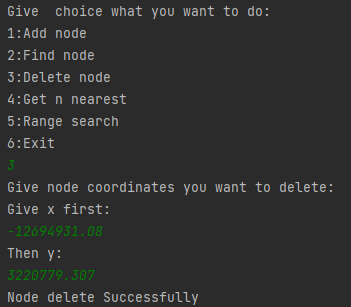 Give  choice what you want to do:
1:Add node
2:Find node
3:Delete node
4:Get n nearest
5:Range search
6:Exit
3
Give node coordinates you want to delete:
Give x first:
-12694931.08
Then y:
3220779.307
Node delete Successfully